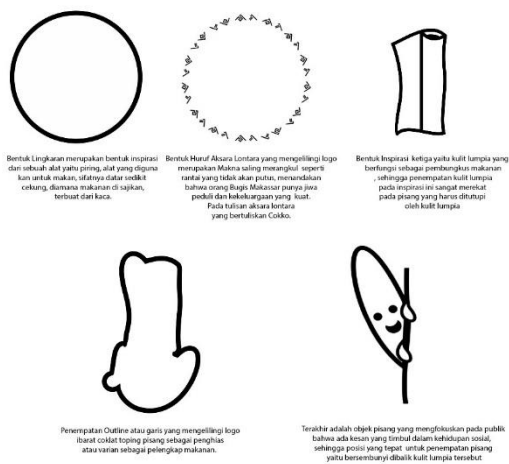 Bentuk Lingkaran merupakan bentuk inspirasi
dari sebuah alat yaitu piring, alat yang diguna
kan untuk makan, sifatnya datar sedikit
cekung, diamana makanan di sajikan,
terbuat dari kaca.
Bentuk Huruf Aksara Lontara yang mengelilingi logo
merupakan Makna saling merangkul seperti
rantai yang tidak akan putus, menandakan
bahwa orang Bugis Makassar punya jiwa
peduli dan kekeluargaan yang kuat.
Pada tulisan aksara lontara
yang bertuliskan Cokko.
Bentuk Inspirasi ketiga yaitu kulit lumpia yang
berfungsi sebagai pembungkus makanan
, sehingga penempatan kulit lumpia
pada inspirasi ini sangat merekat
pada pisang yang harus ditutupi
oleh kulit lumpia
Penempatan Outline atau garis yang mengelilingi logo
ibarat coklat toping pisang sebagai penghias
atau varian sebagai pelengkap makanan.
Terakhir adalah objek pisang yang mengfokuskan pada publik
bahwa ada kesan yang timbul dalam kehidupan sosial,
sehingga posisi yang tepat untuk penempatan pisang
yaitu bersembunyi dibalik kulit lumpia tersebut